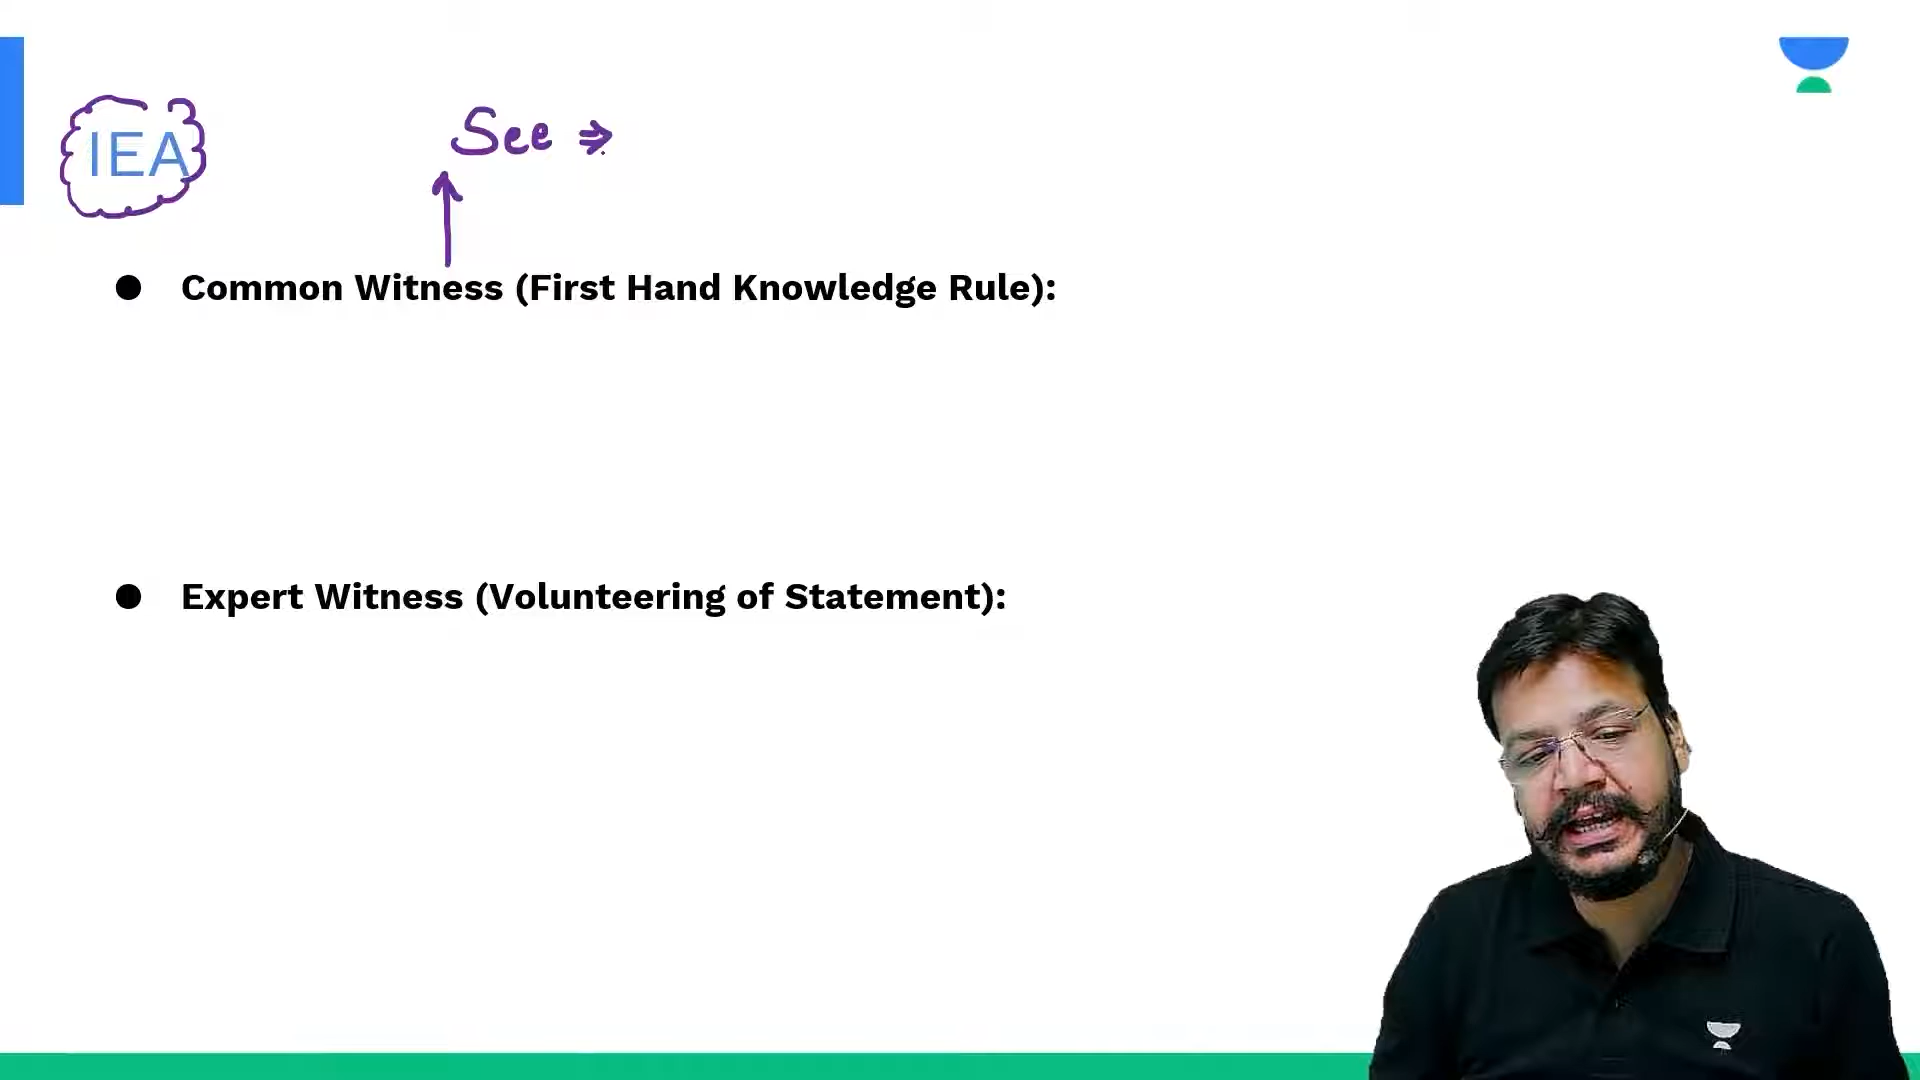 IEA
See ⇒
● Common Witness (First Hand Knowledge Rule):
● Expert Witness (Volunteering of Statement):